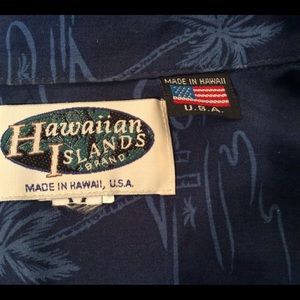 Hawaiian
ISLANDS
BRAND
MADE IN HAWAII, U.S.A.
MADE IN HAWAII
U.S.A.